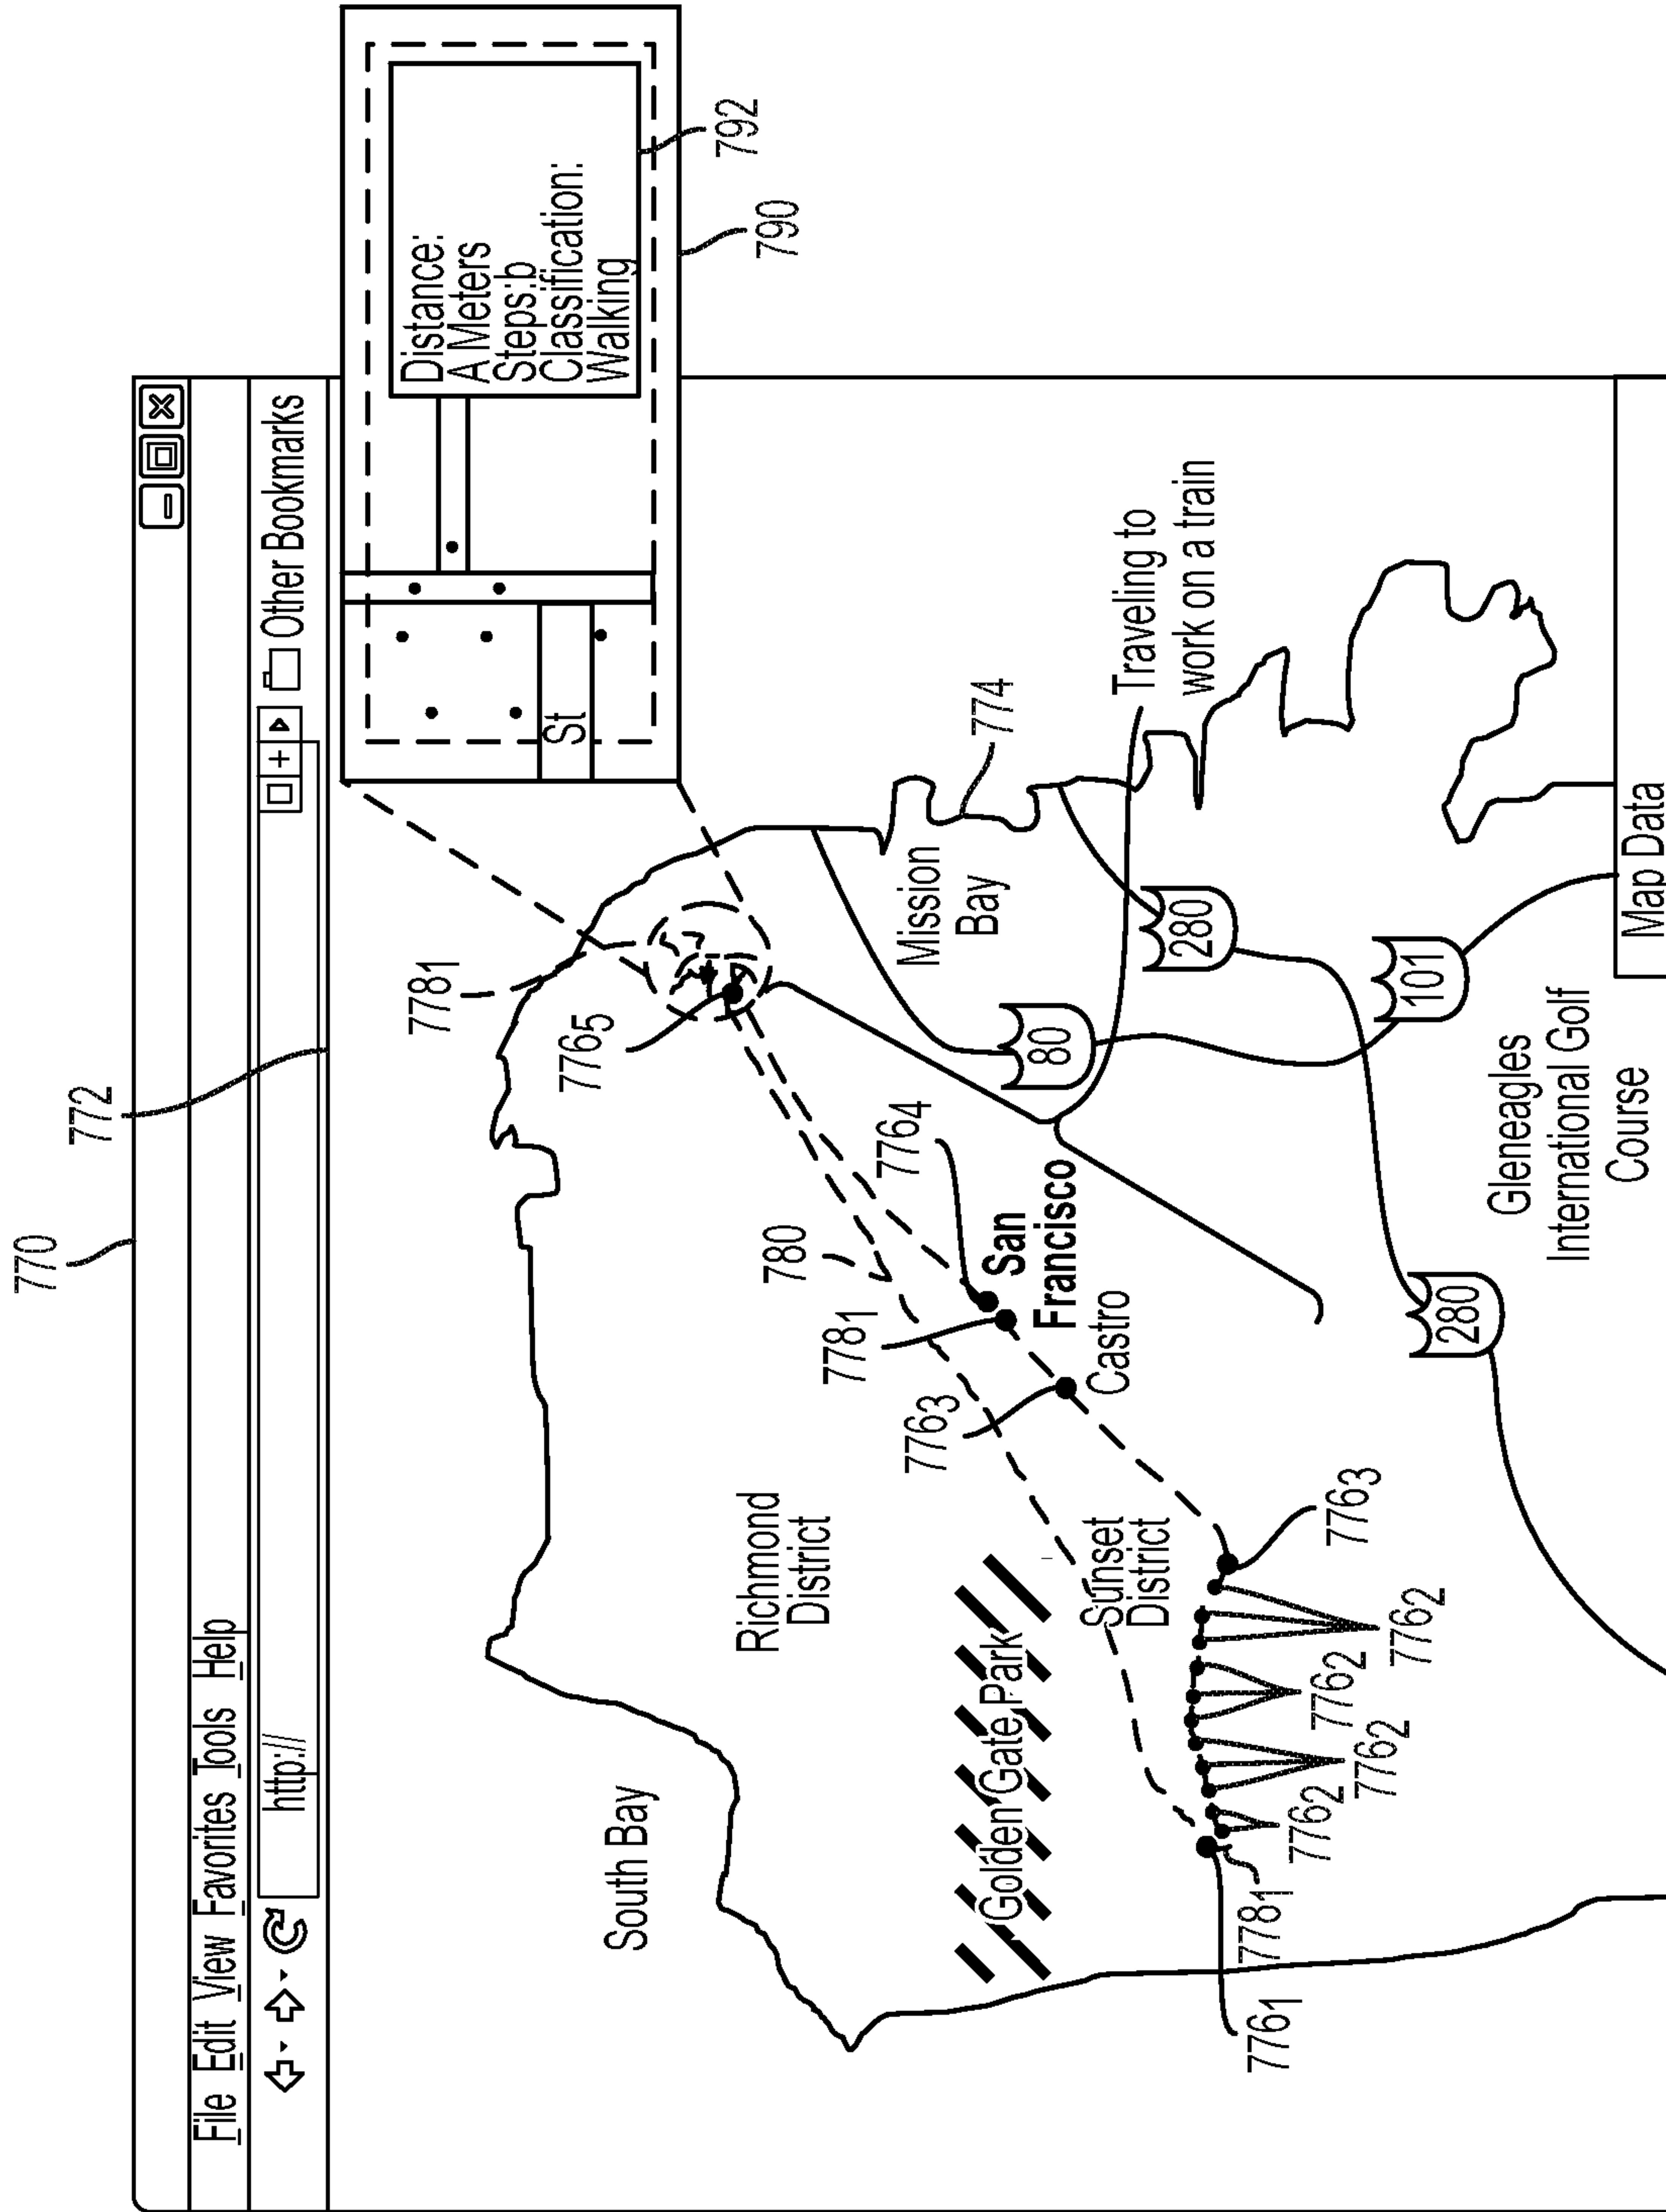 770
772
File Edit View Favorites Tools Help
http://
Other Bookmarks
Distance:
A Meters
Steps:b
Classification:
Walking
St
792
790
South Bay
Richmond
District
Golden Gate Park
Sunset
District
San
Francisco
Castro
Mission
Bay
774
Traveling to
work on a train
7781
7765
7764
780
7781
7763
7763
7762
7762
7762
7762
7781
7761
80
280
101
280
Gleneagles
International Golf
Course
Map Data